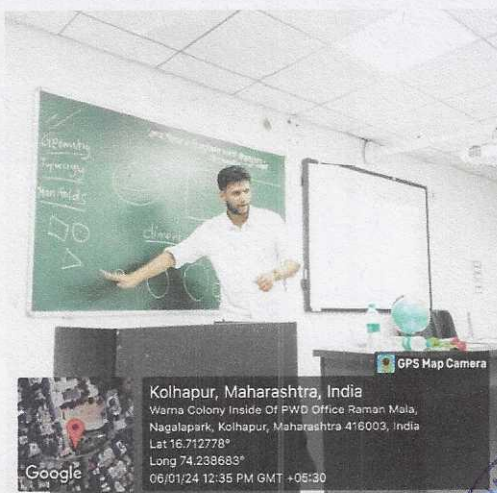 Geometry
Topology
Manifolds
GPS Map Camera
Kolhapur, Maharashtra, India
Warna Colony Inside Of PWD Office Raman Mala,
Nagalapark, Kolhapur, Maharashtra 416003, India
Lat 16.712778°
Long 74.238683°
06/01/24 12:35 PM GMT +05:30
Google